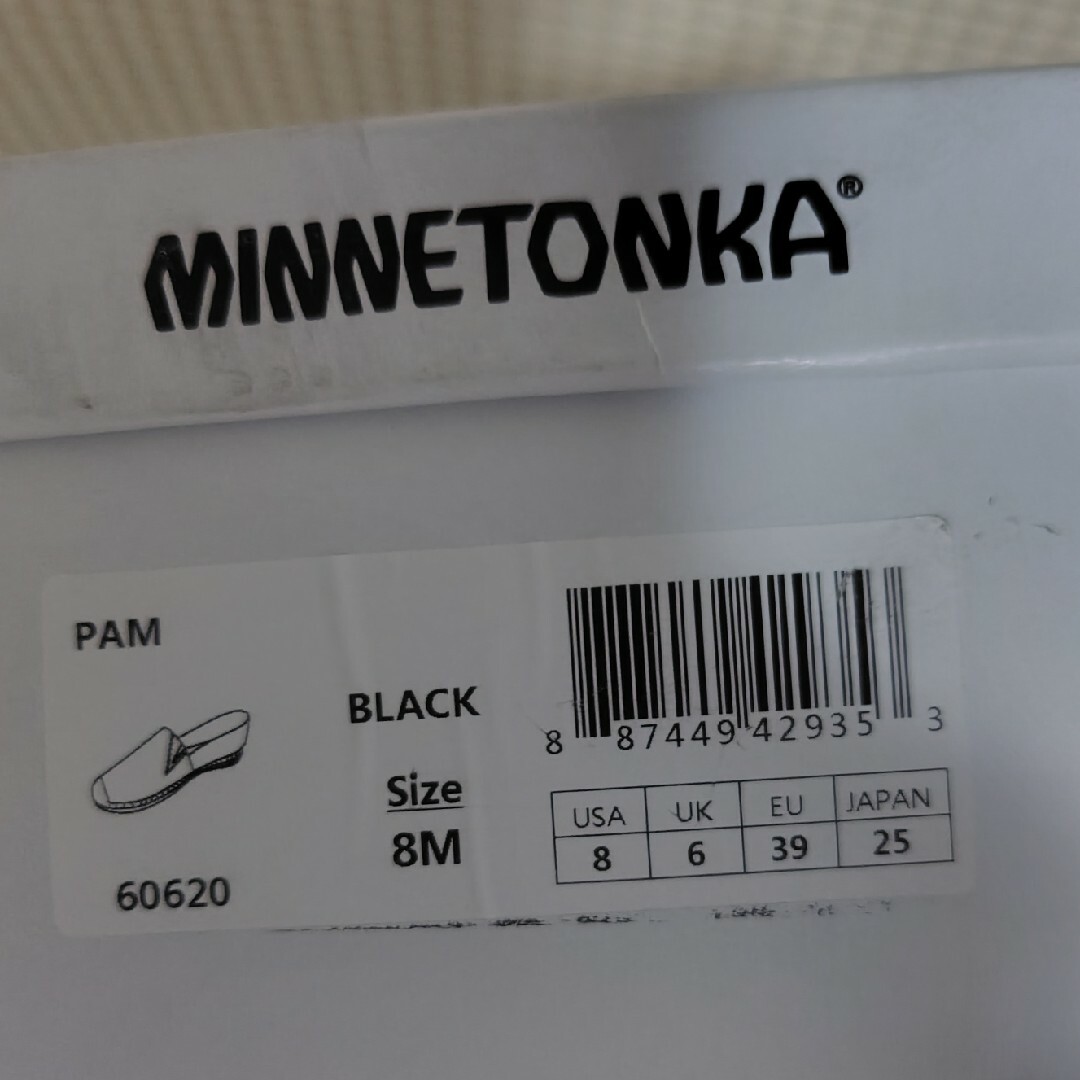 MINNETONKA®
PAM
BLACK
8 87449 42935 3
Size
8M
USA UK EU JAPAN
8 6 39 25
60620